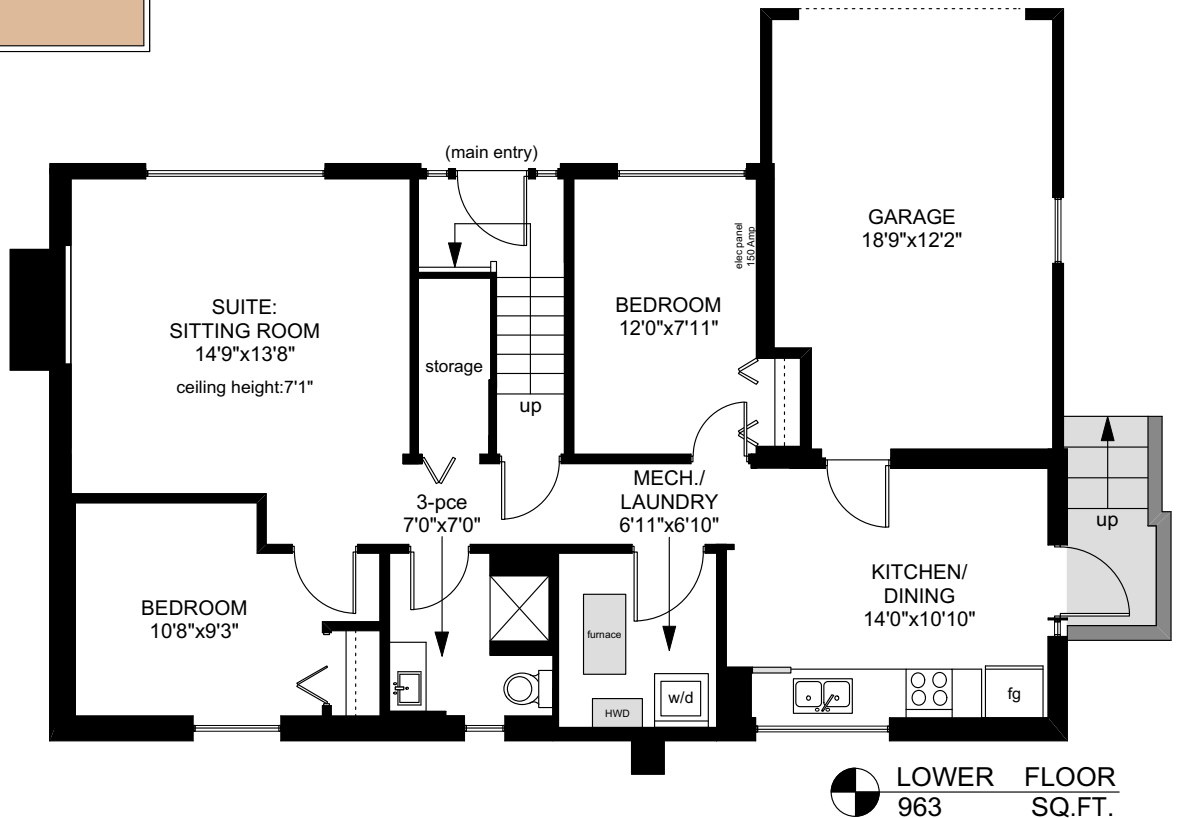 (main entry)
GARAGE
18'9"x12'2"
elec panel
150 Amp
BEDROOM
12'0"x7'11"
SUITE:
SITTING ROOM
14'9"x13'8"
ceiling height:7'1"
storage
up
MECH./
LAUNDRY
6'11"x6'10"
3-pce
7'0"x7'0"
up
KITCHEN/
DINING
14'0"x10'10"
BEDROOM
10'8"x9'3"
furnace
w/d
fg
HWD
LOWER FLOOR
963 SQ.FT.